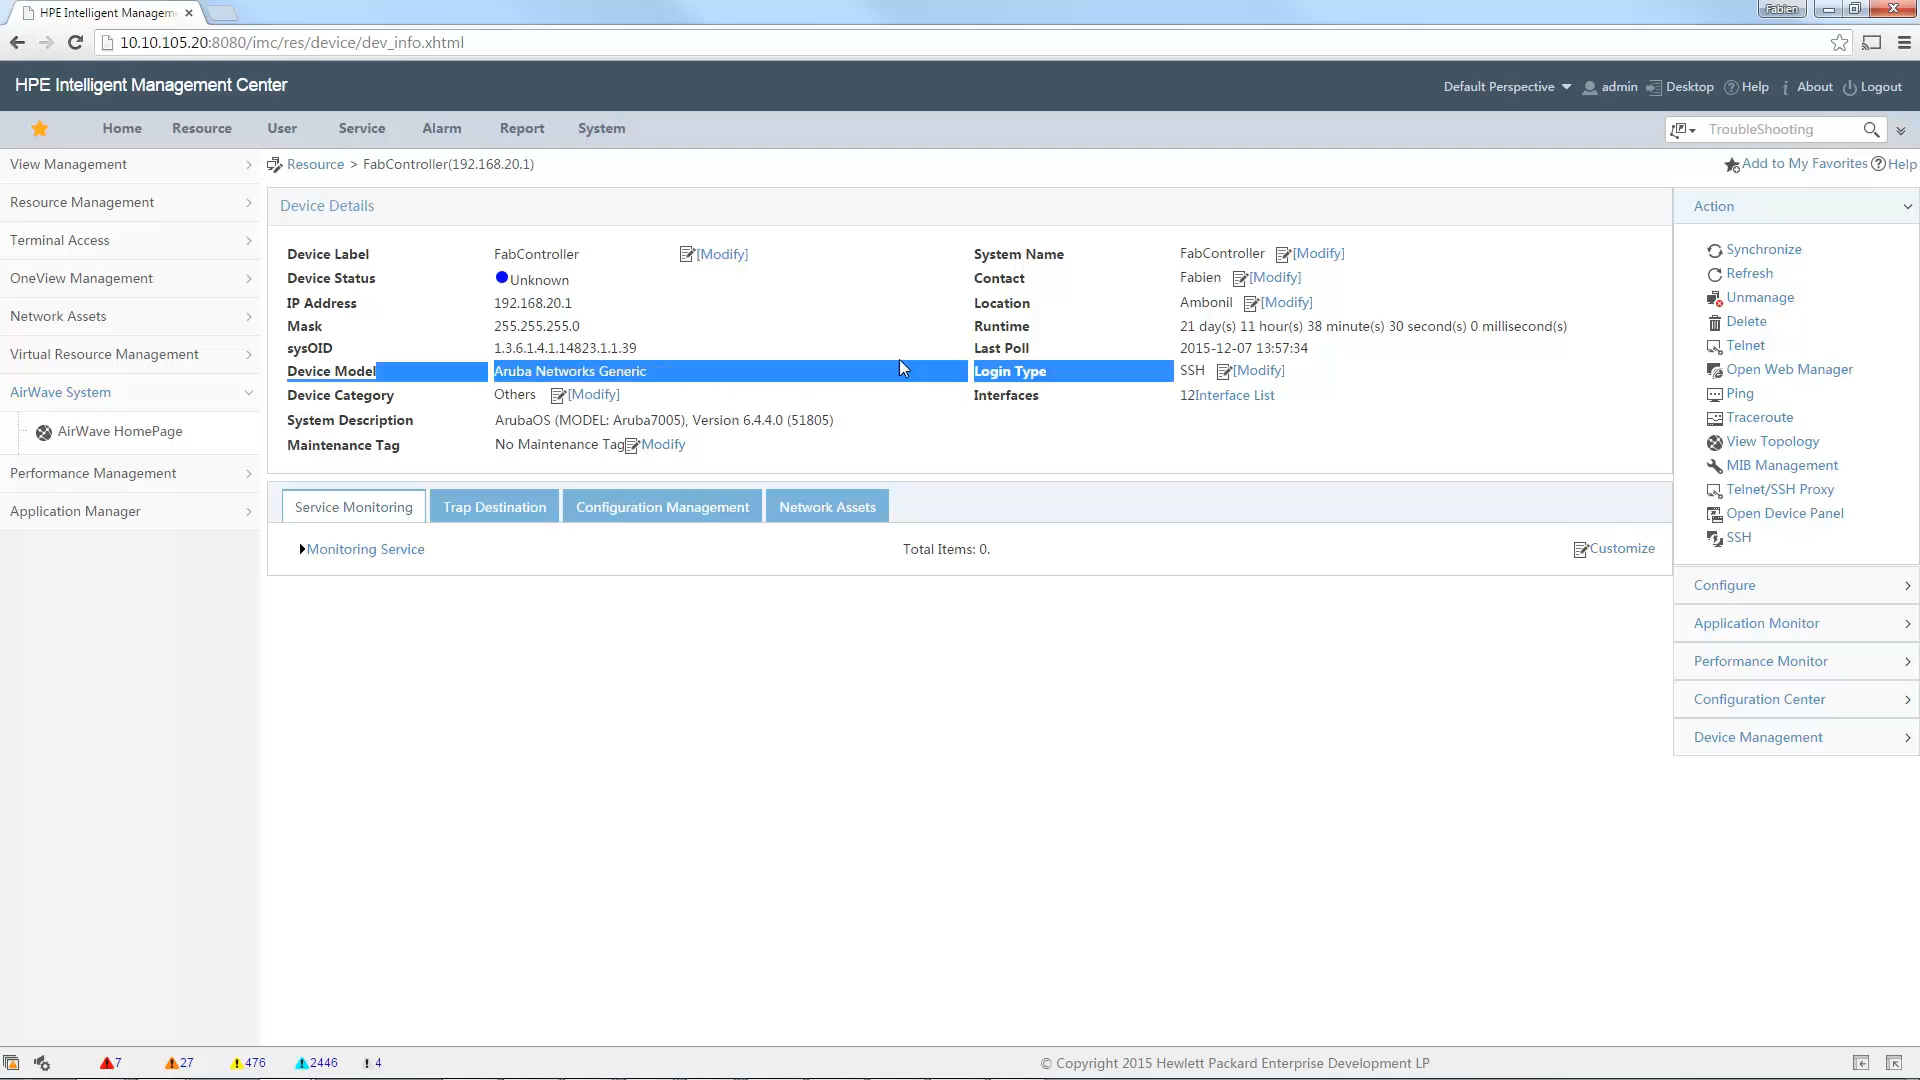 HPE Intelligent Managem
Fabien
10.10.105.20:8080/imc/res/device/dev_info.xhtml
HPE Intelligent Management Center
Default Perspective admin Desktop Help About Logout
Home Resource User Service Alarm Report System
TroubleShooting
View Management
Resource Management
Terminal Access
OneView Management
Network Assets
Virtual Resource Management
AirWave System
AirWave HomePage
Performance Management
Application Manager
Resource > FabController(192.168.20.1)
Add to My Favorites Help
Device Details
Device Label FabController [Modify] System Name FabController [Modify]
Device Status Unknown Contact Fabien [Modify]
IP Address 192.168.20.1 Location Ambonil [Modify]
Mask 255.255.255.0 Runtime 21 day(s) 11 hour(s) 38 minute(s) 30 second(s) 0 millisecond(s)
sysOID 1.3.6.1.4.1.14823.1.1.39 Last Poll 2015-12-07 13:57:34
Device Model Aruba Networks Generic Login Type SSH [Modify]
Device Category Others [Modify] Interfaces 12Interface List
System Description ArubaOS (MODEL: Aruba7005), Version 6.4.4.0 (51805)
Maintenance Tag No Maintenance Tag Modify
Service Monitoring Trap Destination Configuration Management Network Assets
Monitoring Service Total Items: 0. Customize
Action
Synchronize
Refresh
Unmanage
Delete
Telnet
Open Web Manager
Ping
Traceroute
View Topology
MIB Management
Telnet/SSH Proxy
Open Device Panel
SSH
Configure
Application Monitor
Performance Monitor
Configuration Center
Device Management
7 27 476 2446 4
© Copyright 2015 Hewlett Packard Enterprise Development LP